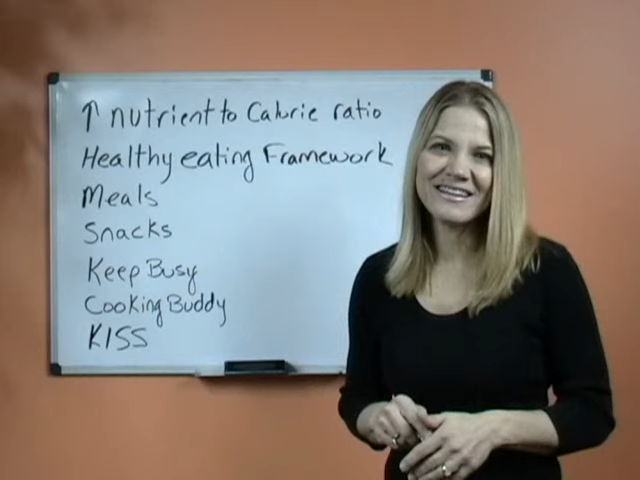 ↑ nutrient to Calorie ratio
Healthy eating Framework
Meals
Snacks
Keep Busy
Cooking Buddy
KISS